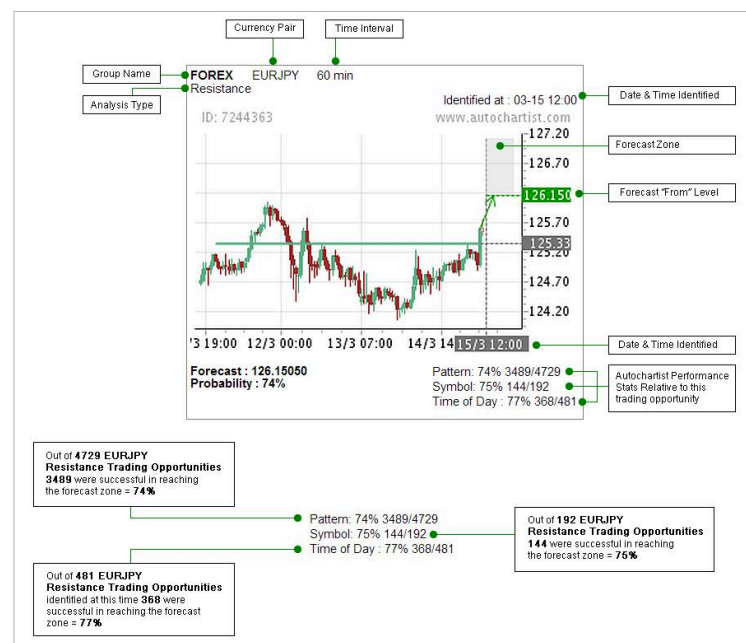 Currency Pair
Time Interval
Group Name
FOREX EURJPY 60 min
Analysis Type
Resistance
Identified at : 03-15 12:00
Date & Time Identified
ID: 7244363
www.autochartist.com
127.20
Forecast Zone
126.70
126.150
Forecast "From" Level
125.70
125.33
125.20
124.70
124.20
'3 19:00 12/3 00:00 13/3 07:00 14/3 14 15/3 12:00
Date & Time Identified
Forecast : 126.15050
Probability : 74%
Pattern: 74% 3489/4729
Symbol: 75% 144/192
Time of Day : 77% 368/481
Autochartist Performance
Stats Relative to this
trading opportunity
Out of 4729 EURJPY
Resistance Trading Opportunities
3489 were successful in reaching
the forecast zone = 74%
Pattern: 74% 3489/4729
Symbol: 75% 144/192
Time of Day : 77% 368/481
Out of 192 EURJPY
Resistance Trading Opportunities
144 were successful in reaching
the forecast zone = 75%
Out of 481 EURJPY
Resistance Trading Opportunities
identified at this time 368 were
successful in reaching the forecast
zone = 77%